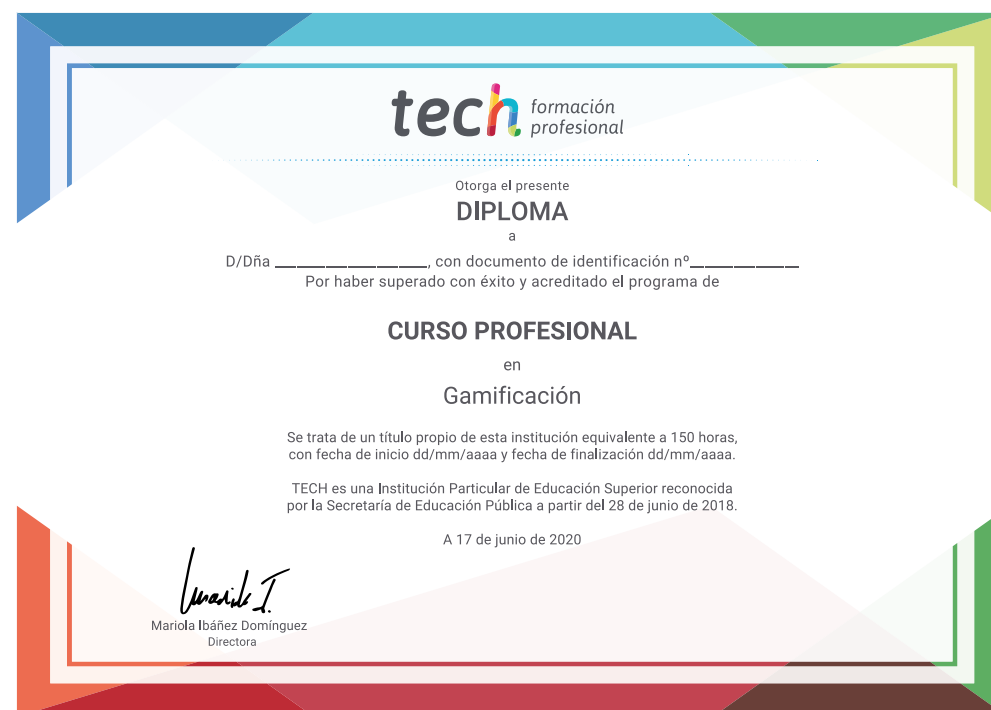 tech formación
profesional
Otorga el presente
DIPLOMA
a
D/Dña ______________, con documento de identificación nº__________
Por haber superado con éxito y acreditado el programa de
CURSO PROFESIONAL
en
Gamificación
Se trata de un título propio de esta institución equivalente a 150 horas,
con fecha de inicio dd/mm/aaaa y fecha de finalización dd/mm/aaaa.
TECH es una Institución Particular de Educación Superior reconocida
por la Secretaría de Educación Pública a partir del 28 de junio de 2018.
A 17 de junio de 2020
Mariola I.
Mariola Ibáñez Domínguez
Directora